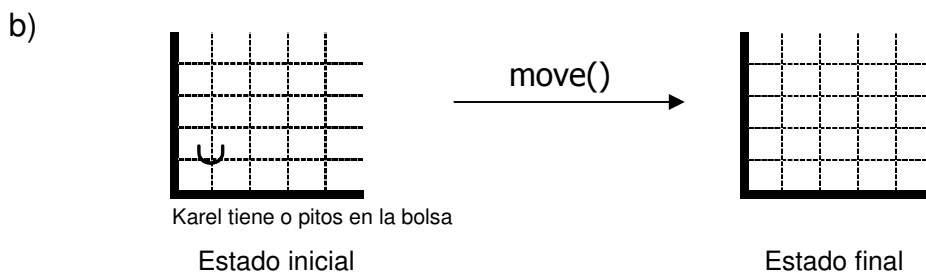 b)
move()
Karel tiene o pitos en la bolsa
Estado inicial
Estado final